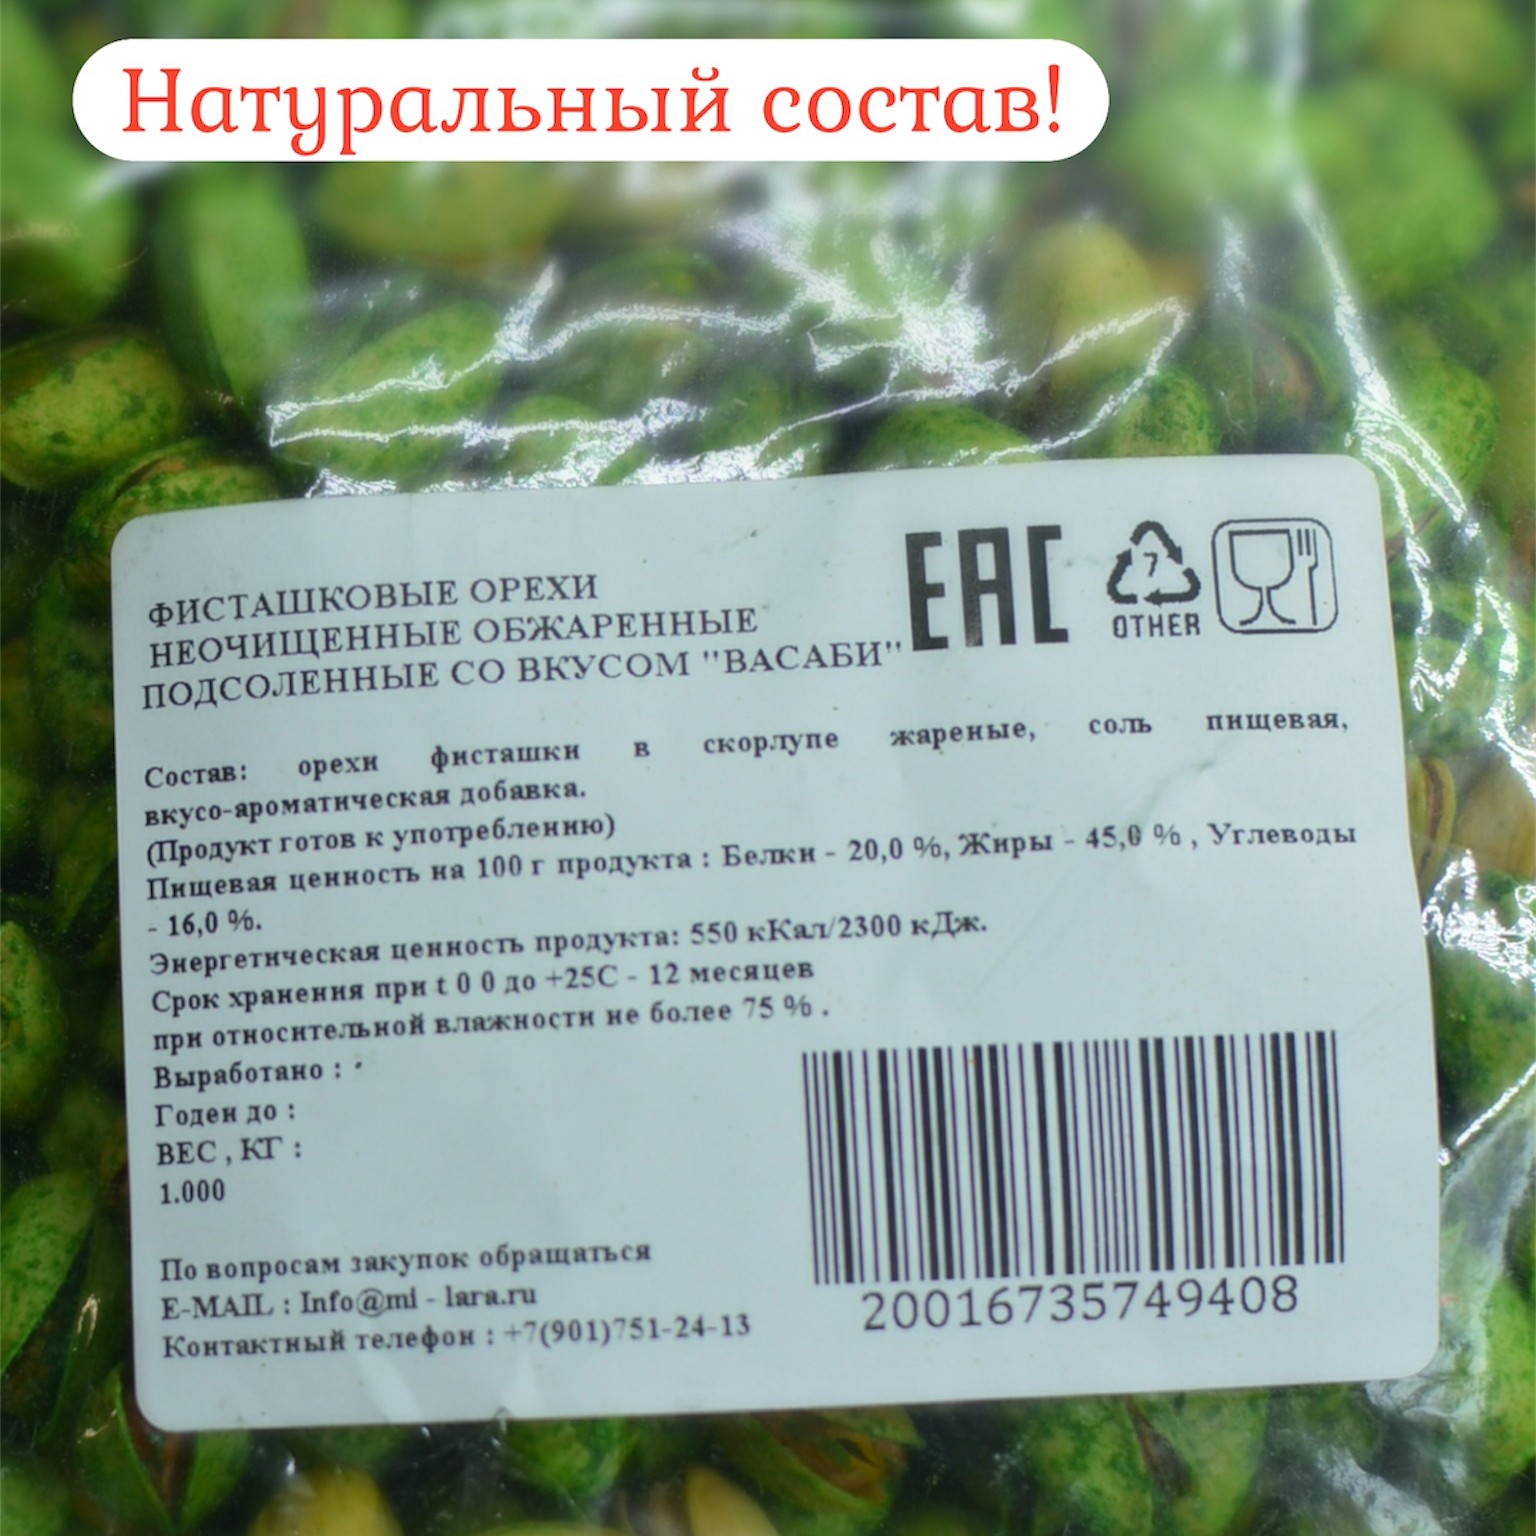 Натуральный состав!
ФИСТАШКОВЫЕ ОРЕХИ
НЕОЧИЩЕННЫЕ ОБЖАРЕННЫЕ
ПОДСОЛЕННЫЕ СО ВКУСОМ "ВАСАБИ"
EAC
7
OTHER
Состав: орехи фисташки в скорлупе жареные, соль пищевая,
вкусо-ароматическая добавка.
(Продукт готов к употреблению)
Пищевая ценность на 100 г продукта : Белки - 20,0 %, Жиры - 45,0 % , Углеводы
- 16,0 %.
Энергетическая ценность продукта: 550 кКал/2300 кДж.
Срок хранения при t 0 0 до +25С - 12 месяцев
при относительной влажности не более 75 % .
Выработано :
Годен до :
ВЕС , КГ :
1.000
По вопросам закупок обращаться
E-MAIL : Info@mi - lara.ru
Контактный телефон : +7(901)751-24-13
20016735749408